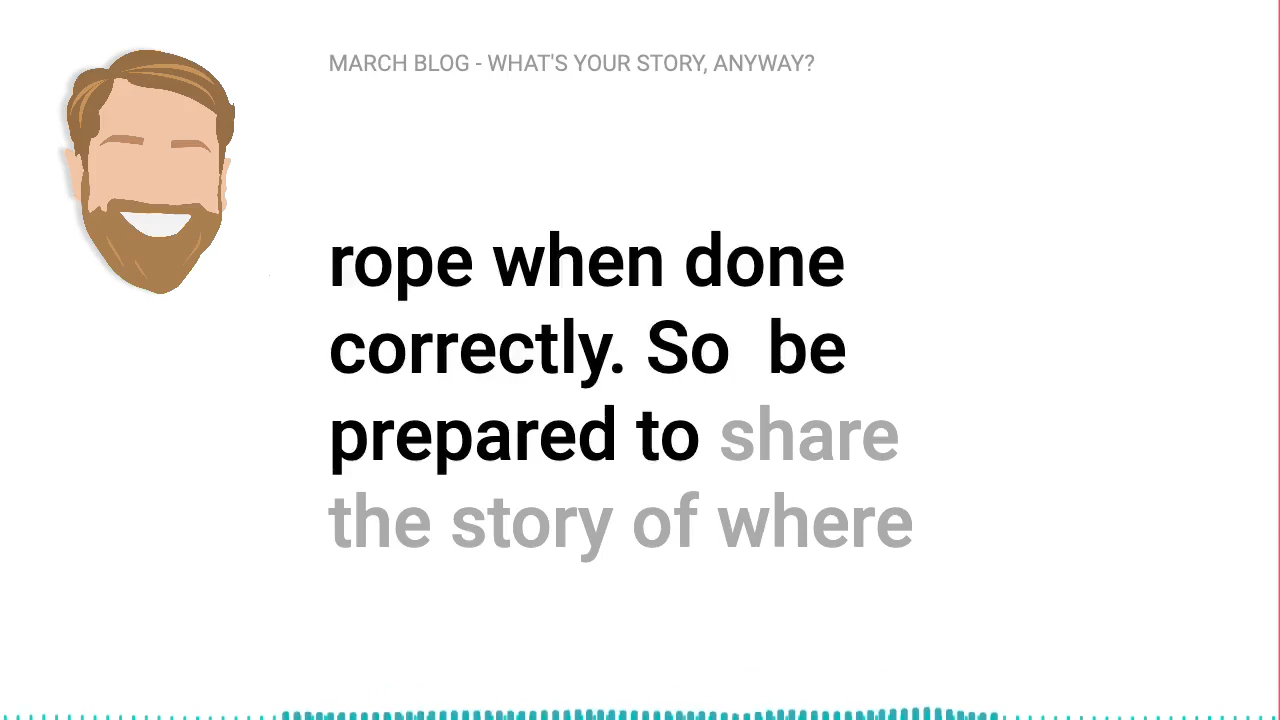 MARCH BLOG - WHAT'S YOUR STORY, ANYWAY?
rope when done
correctly. So  be
prepared to share
the story of where